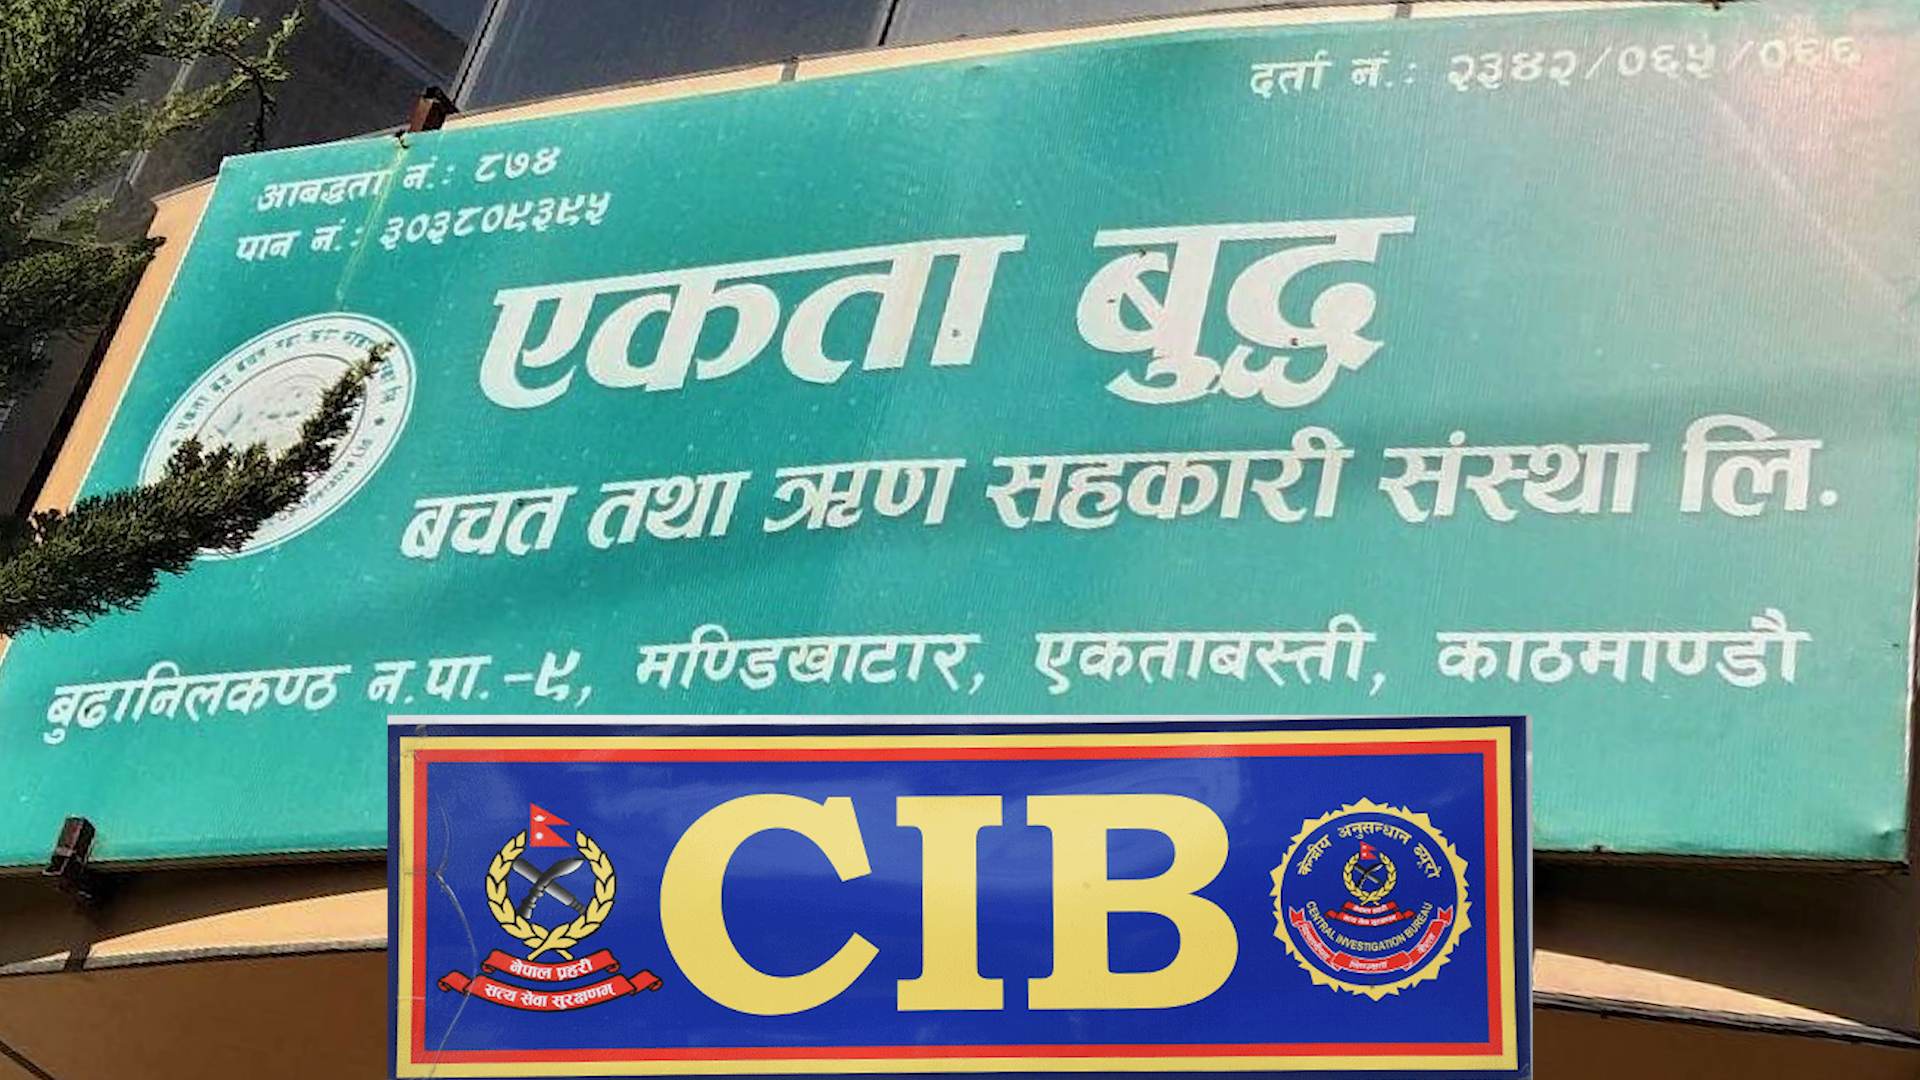 दर्ता नं.: २३४२/०६५/०६६
आबद्धता नं.: ८७४
पान नं.: ३०३८०९३९५
एकता बुद्ध
बचत तथा ऋण सहकारी संस्था लि.
बुढानिलकण्ठ न.पा.-९, मण्डिखाटार, एकताबस्ती, काठमाण्डौ
CIB
नेपाल प्रहरी
सत्य सेवा सुरक्षणम्
केन्द्रीय अनुसन्धान ब्यूरो
CENTRAL INVESTIGATION BUREAU